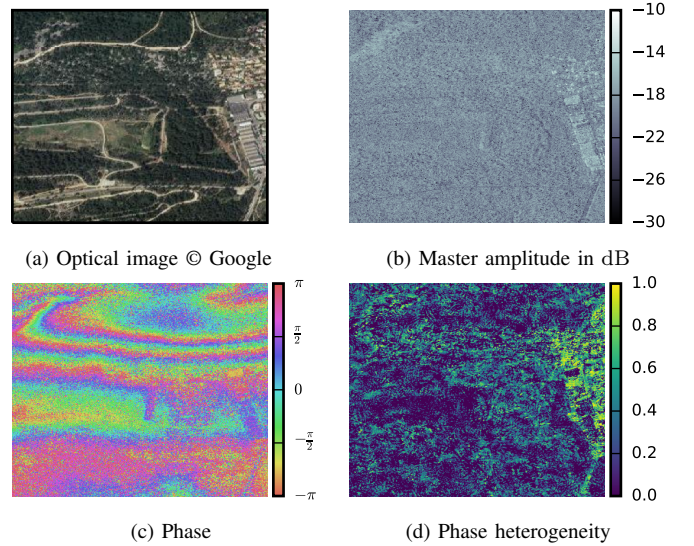 −10
−14
−18
−22
−26
−30
(a) Optical image © Google
(b) Master amplitude in dB
π
π/2
0
−π/2
−π
1.0
0.8
0.6
0.4
0.2
0.0
(c) Phase
(d) Phase heterogeneity